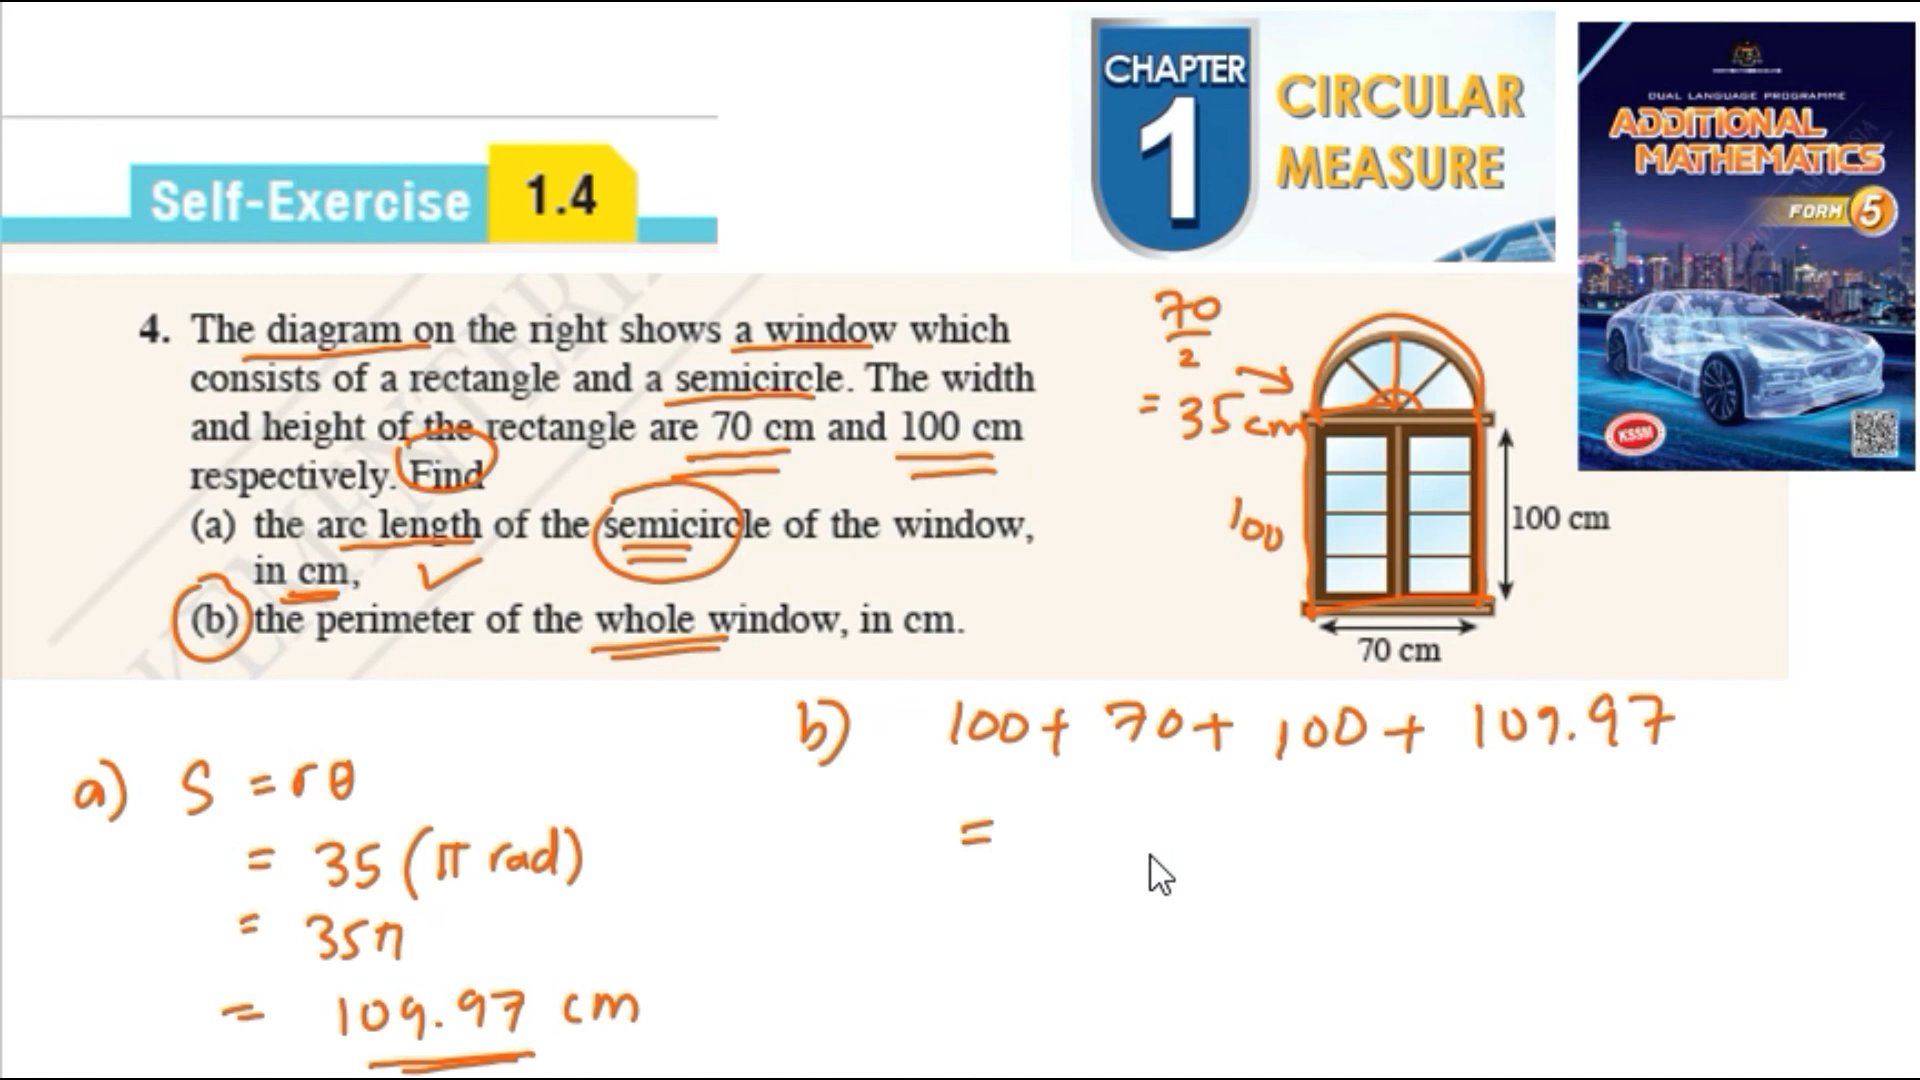 CHAPTER
1
CIRCULAR
MEASURE
DUAL LANGUAGE PROGRAMME
ADDITIONAL
MATHEMATICS
FORM 5
KSSM
Self-Exercise 1.4
4. The diagram on the right shows a window which
consists of a rectangle and a semicircle. The width
and height of the rectangle are 70 cm and 100 cm
respectively. Find
(a) the arc length of the semicircle of the window,
in cm,
(b) the perimeter of the whole window, in cm.
70
2
= 35 cm
100
100 cm
70 cm
KEMENTERI
a) S = rθ
= 35 (π rad)
= 35π
= 109.97 cm
b) 100 + 70 + 100 + 109.97
=